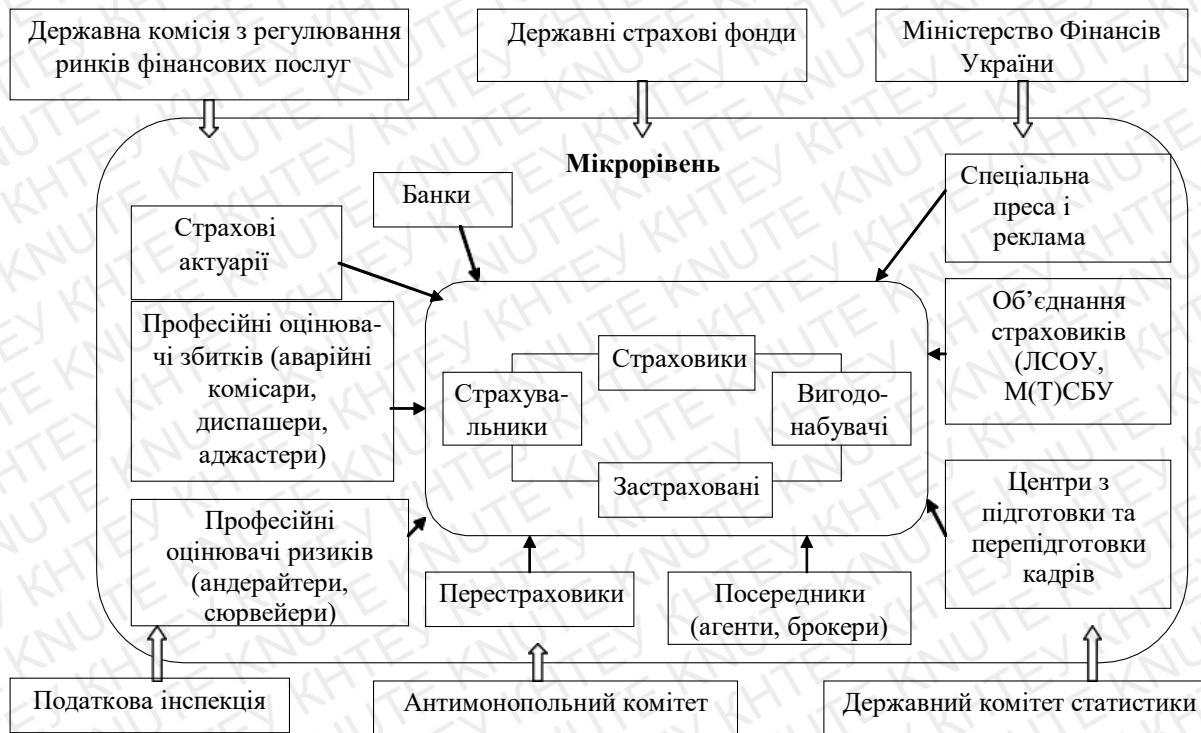 Державна комісія з регулювання
ринків фінансових послуг
Державні страхові фонди
Міністерство Фінансів
України
Мікрорівень
Банки
Спеціальна
преса і
реклама
Страхові
актуарії
Професійні оцінюва-
чі збитків (аварійні
комісари,
диспашери,
аджастери)
Об’єднання
страховиків
(ЛСОУ,
М(Т)СБУ
Страховики
Страхува-
льники
Вигодо-
набувачі
Застраховані
Професійні
оцінювачі ризиків
(андерайтери,
сюрвейери)
Центри з
підготовки та
перепідготовки
кадрів
Перестраховики
Посередники
(агенти, брокери)
Податкова інспекція
Антимонопольний комітет
Державний комітет статистики
KNUTE КНТЕУ